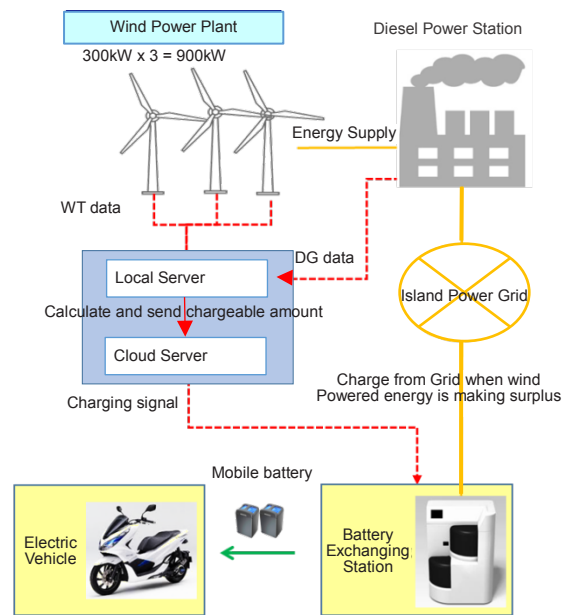 Wind Power Plant
300kW x 3 = 900kW
Diesel Power Station
Energy Supply
WT data
DG data
Local Server
Calculate and send chargeable amount
Cloud Server
Island Power Grid
Charging signal
Charge from Grid when wind
Powered energy is making surplus
Mobile battery
Electric
Vehicle
Battery
Exchanging
Station